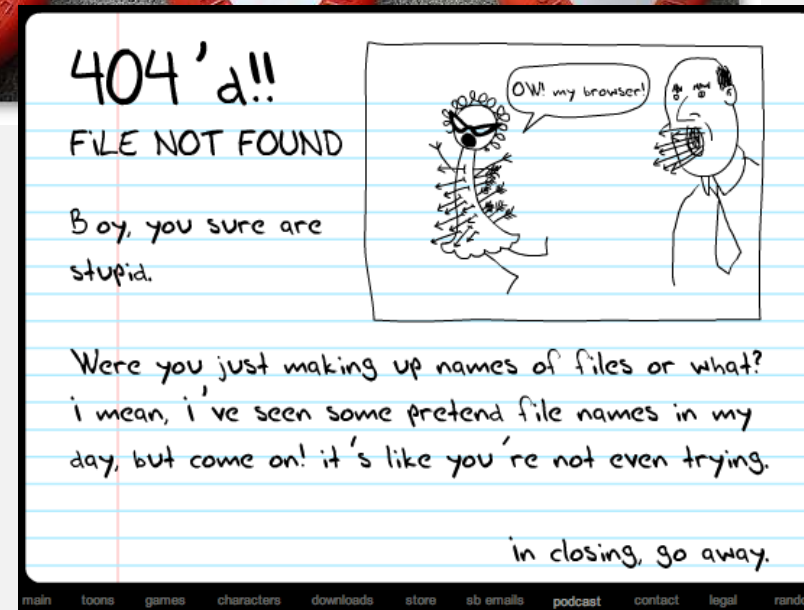 404'd!!
OW! my browser!
FiLE NOT FOUND
Boy, you sure are
stupid.
Were you just making up names of files or what?
i mean, i've seen some pretend file names in my
day, but come on! it's like you're not even trying.
in closing, go away.
main toons games characters downloads store sb emails podcast contact legal rand